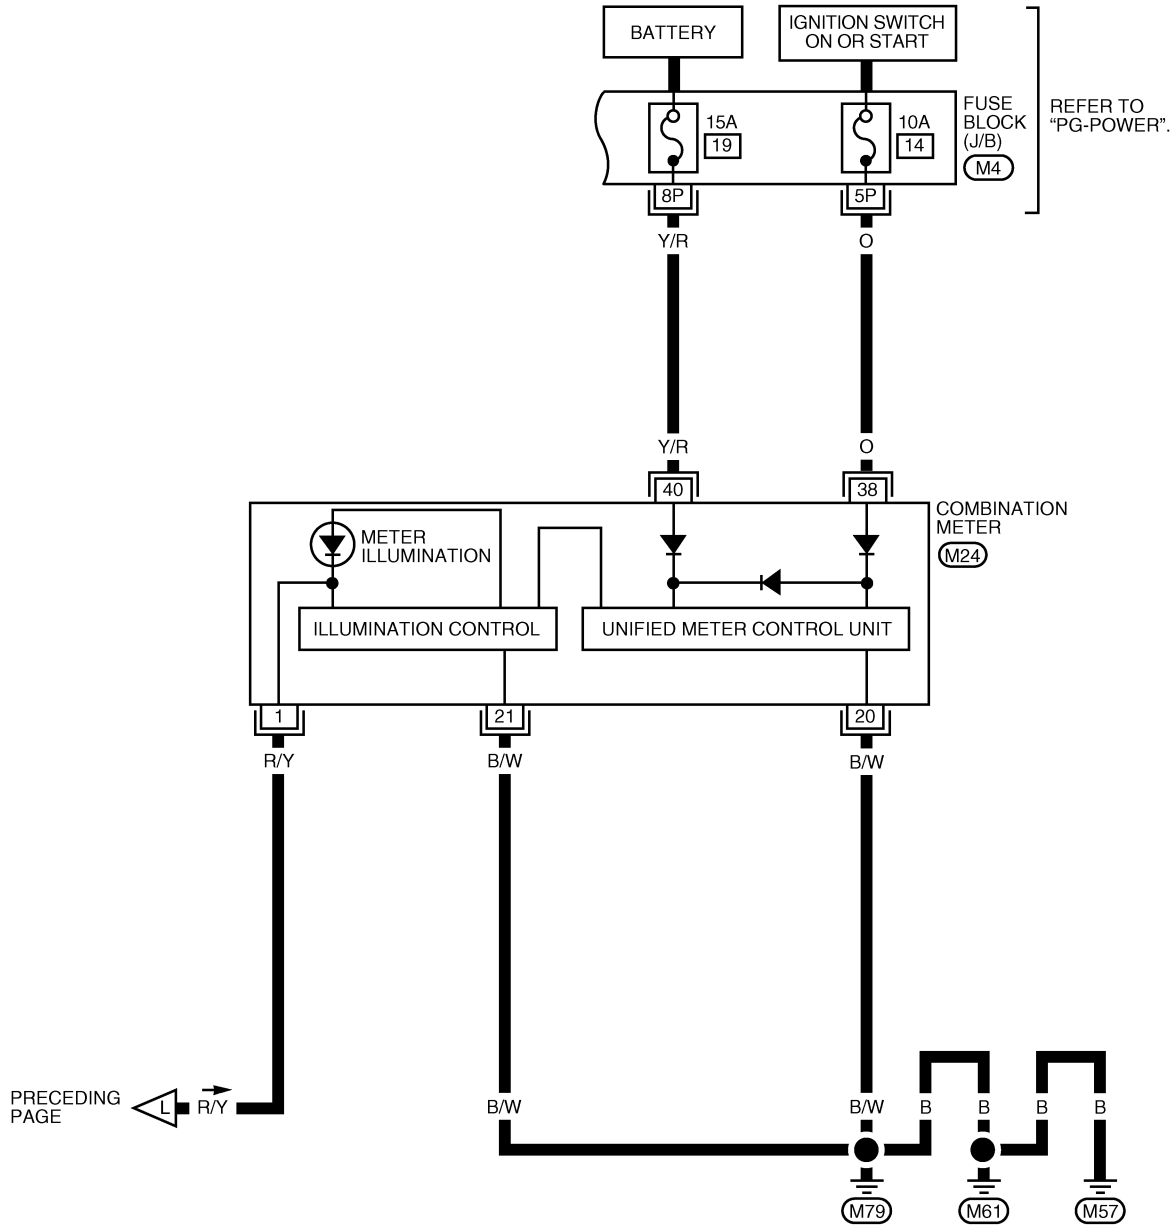 BATTERY
IGNITION SWITCH
ON OR START
15A
19
10A
14
FUSE
BLOCK
(J/B)
M4
REFER TO
“PG-POWER”.
8P
5P
Y/R
O
Y/R
O
40
38
COMBINATION
METER
M24
METER
ILLUMINATION
ILLUMINATION CONTROL
UNIFIED METER CONTROL UNIT
1
21
20
R/Y
B/W
B/W
PRECEDING
PAGE
L
R/Y
B/W
B/W
B
B
B
B
M79
M61
M57